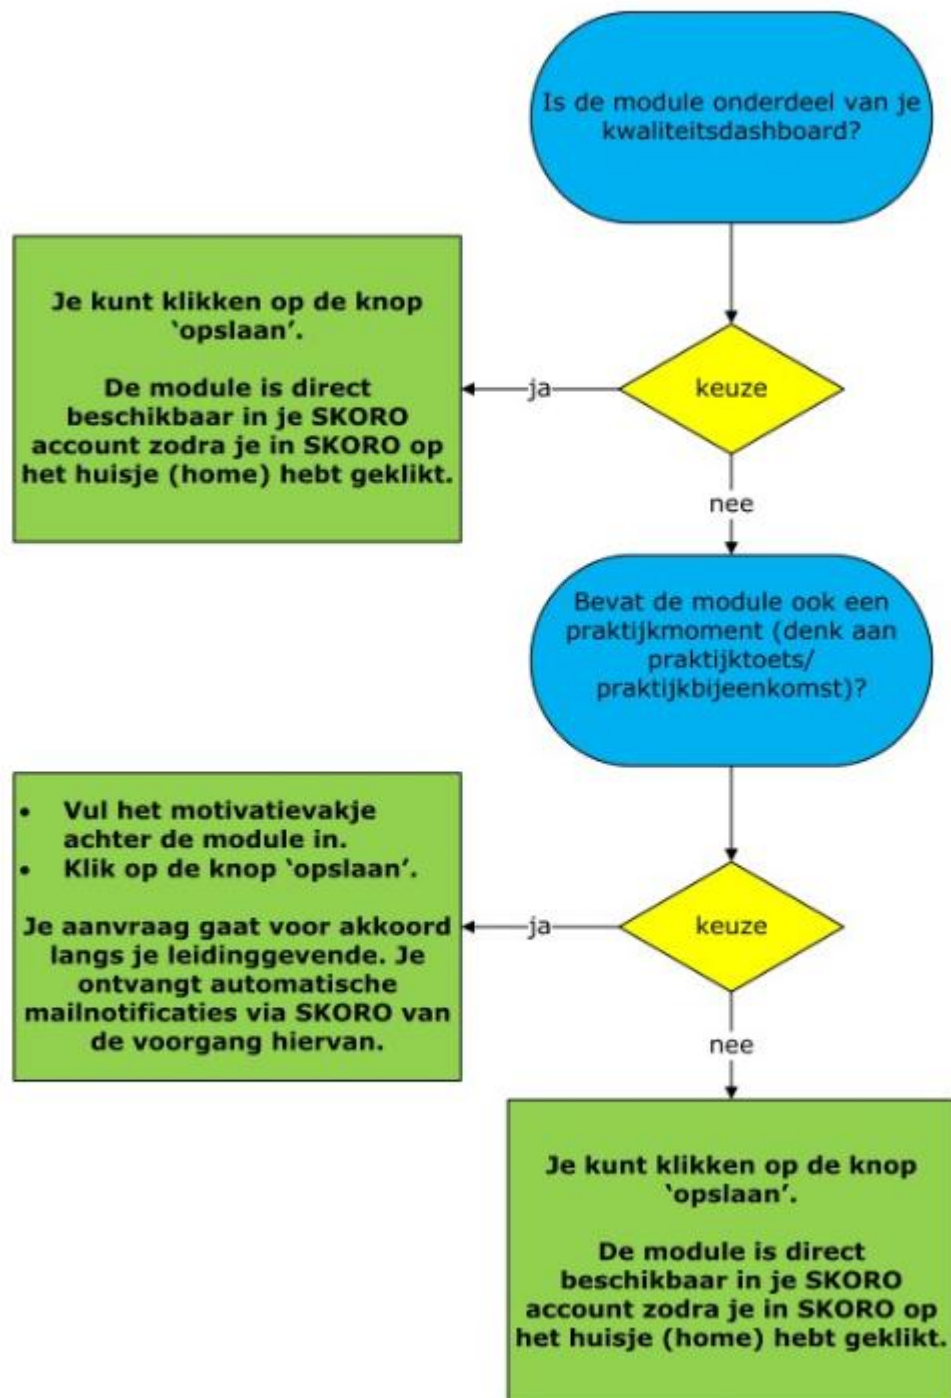 Is de module onderdeel van je
kwaliteitsdashboard?
Je kunt klikken op de knop
‘opslaan’.
De module is direct
beschikbaar in je SKORO
account zodra je in SKORO op
het huisje (home) hebt geklikt.
ja
keuze
nee
Bevat de module ook een
praktijkmoment (denk aan
praktijktoets/
praktijkbijeenkomst)?
• Vul het motivatievakje
achter de module in.
• Klik op de knop ‘opslaan’.
Je aanvraag gaat voor akkoord
langs je leidinggevende. Je
ontvangt automatische
mailnotificaties via SKORO van
de voorgang hiervan.
ja
keuze
nee
Je kunt klikken op de knop
‘opslaan’.
De module is direct
beschikbaar in je SKORO
account zodra je in SKORO op
het huisje (home) hebt geklikt.